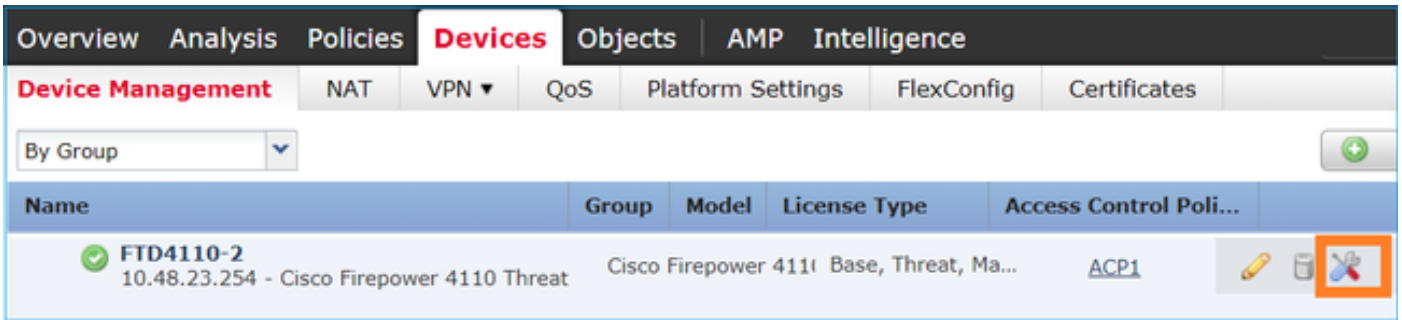 Overview Analysis Policies Devices Objects AMP Intelligence
Device Management NAT VPN ▼ QoS Platform Settings FlexConfig Certificates
By Group
Name Group Model License Type Access Control Poli...
FTD4110-2
10.48.23.254 - Cisco Firepower 4110 Threat Cisco Firepower 411( Base, Threat, Ma... ACP1